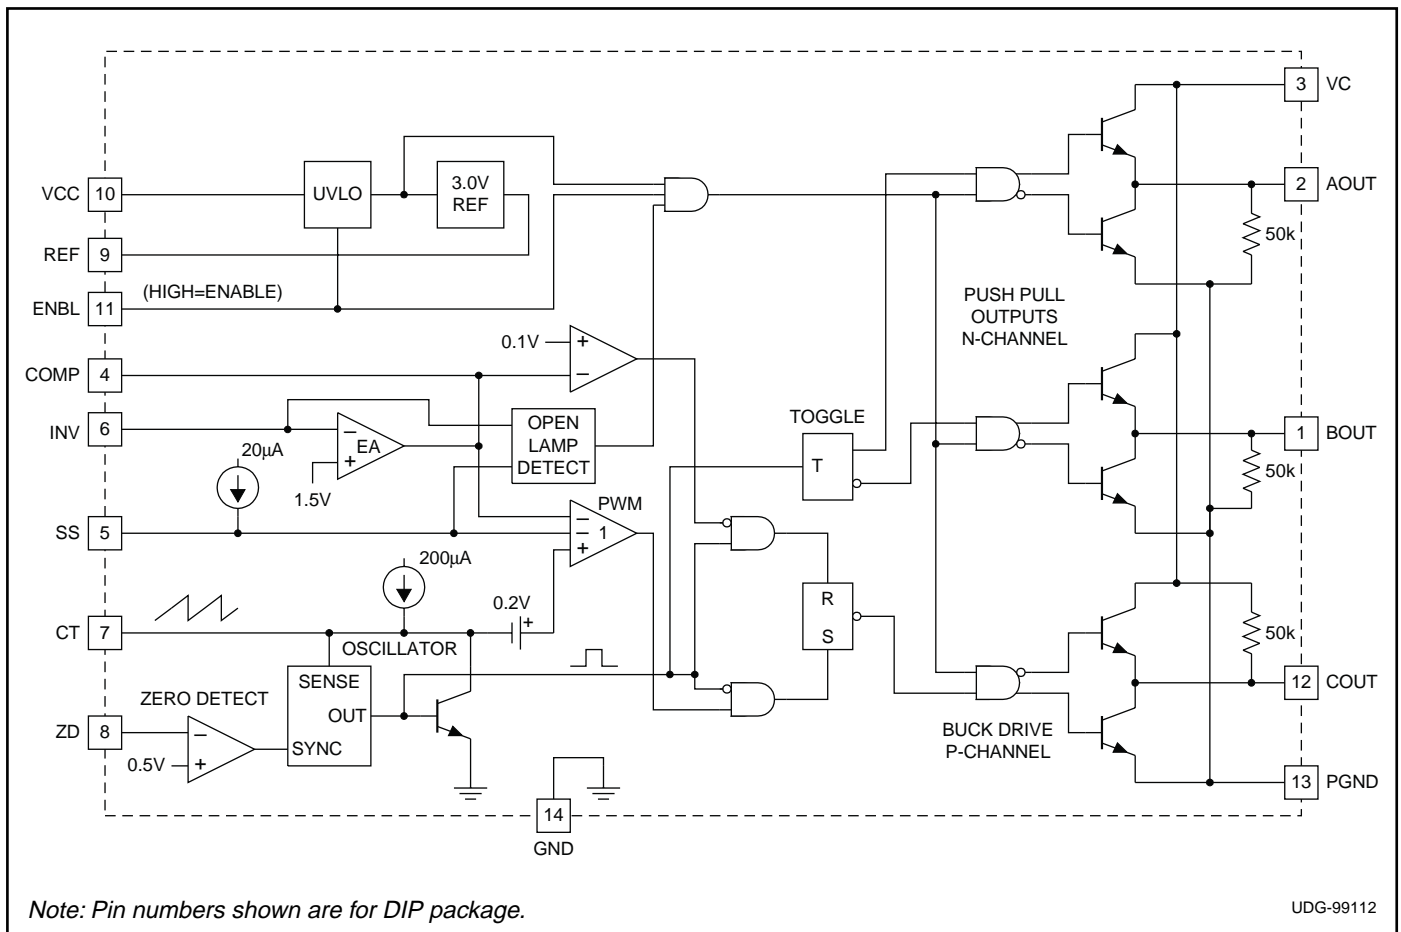 3 VC
VCC 10
UVLO
3.0V
REF
2 AOUT
50k
REF 9
(HIGH=ENABLE)
ENBL 11
PUSH PULL
OUTPUTS
N-CHANNEL
0.1V
+
–
COMP 4
INV 6
–
EA
+
1.5V
20µA
OPEN
LAMP
DETECT
TOGGLE
T
1 BOUT
50k
PWM
–
– 1
+
SS 5
200µA
0.2V
+
CT 7
OSCILLATOR
R
S
50k
SENSE
OUT
SYNC
ZERO DETECT
ZD 8
–
+
0.5V
12 COUT
BUCK DRIVE
P-CHANNEL
13 PGND
14
GND
Note: Pin numbers shown are for DIP package.
UDG-99112